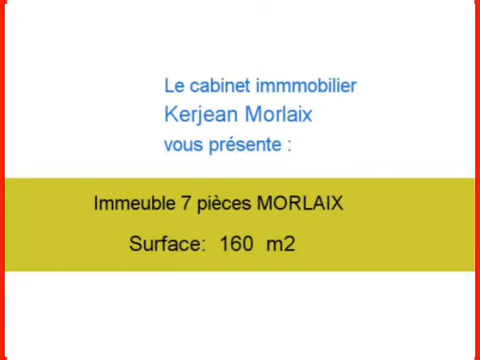 Le cabinet immmobilier
Kerjean Morlaix
vous présente :
Immeuble 7 pièces MORLAIX
Surface: 160 m2